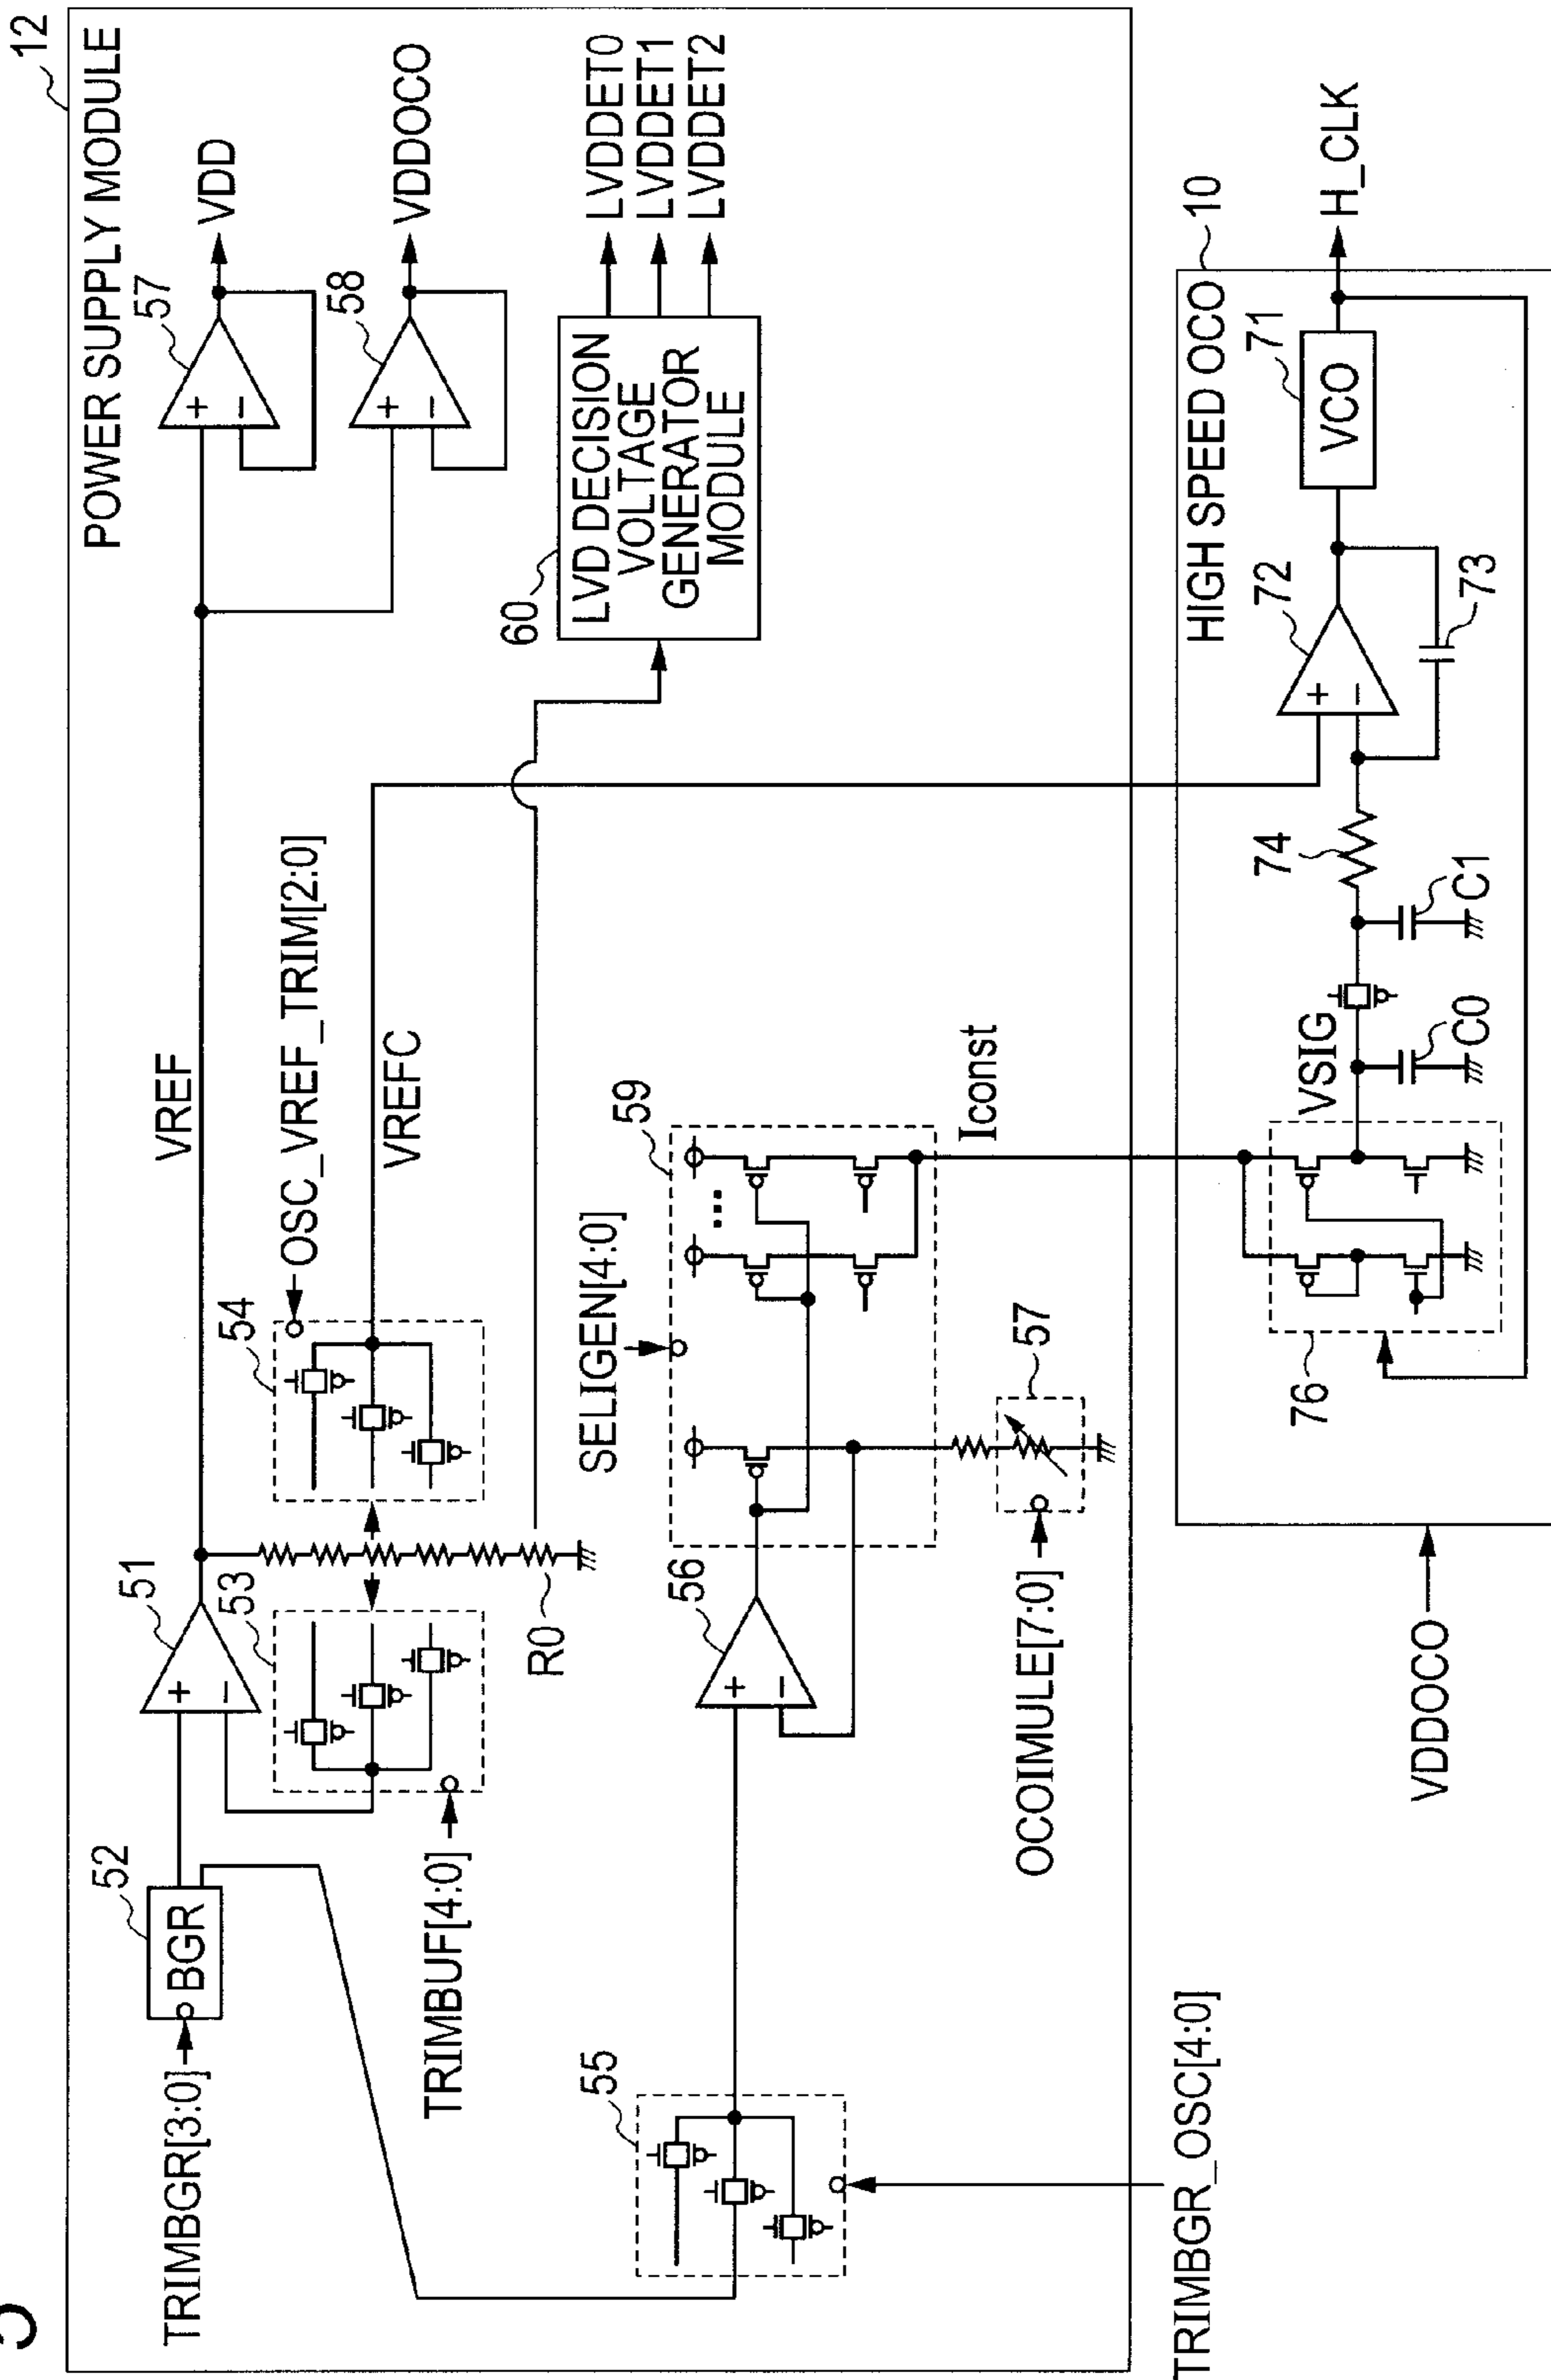 5
12
POWER SUPPLY MODULE
TRIMBGR[3:0]
52
BGR
51
VREF
57
VDD
58
VDDOCO
53
54
OSC_VREF_TRIM[2:0]
VREFC
TRIMBUF[4:0]
R0
60
LVD DECISION
VOLTAGE
GENERATOR
MODULE
LVDDET0
LVDDET1
LVDDET2
55
TRIMBGR_OSC[4:0]
56
SELIGEN[4:0]
59
Iconst
57
OCOIMULE[7:0]
VDDOCO
HIGH SPEED OCO
10
76
VSIG
C0
C1
74
72
73
71
VCO
H_CLK
+
−
+
−
+
−
+
−
+
−
...